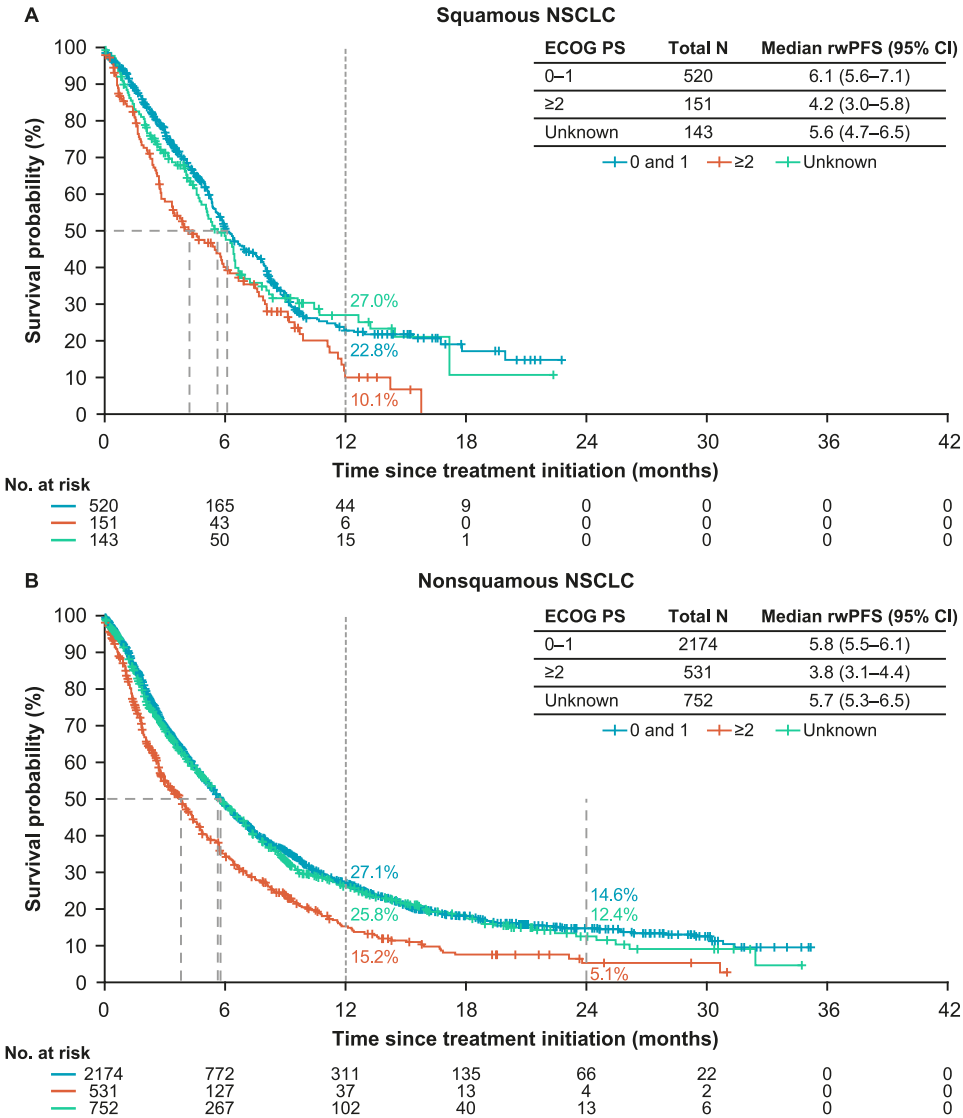 A
Squamous NSCLC
ECOG PS Total N Median rwPFS (95% CI)
0–1 520 6.1 (5.6–7.1)
≥2 151 4.2 (3.0–5.8)
Unknown 143 5.6 (4.7–6.5)
0 and 1 ≥2 Unknown
Survival probability (%)
100
90
80
70
60
50
40
30
20
10
0
27.0%
22.8%
10.1%
0 6 12 18 24 30 36 42
Time since treatment initiation (months)
No. at risk
520 165 44 9 0 0 0 0
151 43 6 0 0 0 0 0
143 50 15 1 0 0 0 0
B
Nonsquamous NSCLC
ECOG PS Total N Median rwPFS (95% CI)
0–1 2174 5.8 (5.5–6.1)
≥2 531 3.8 (3.1–4.4)
Unknown 752 5.7 (5.3–6.5)
0 and 1 ≥2 Unknown
Survival probability (%)
100
90
80
70
60
50
40
30
20
10
0
27.1%
25.8%
15.2%
14.6%
12.4%
5.1%
0 6 12 18 24 30 36 42
Time since treatment initiation (months)
No. at risk
2174 772 311 135 66 22 0 0
531 127 37 13 4 2 0 0
752 267 102 40 13 6 0 0